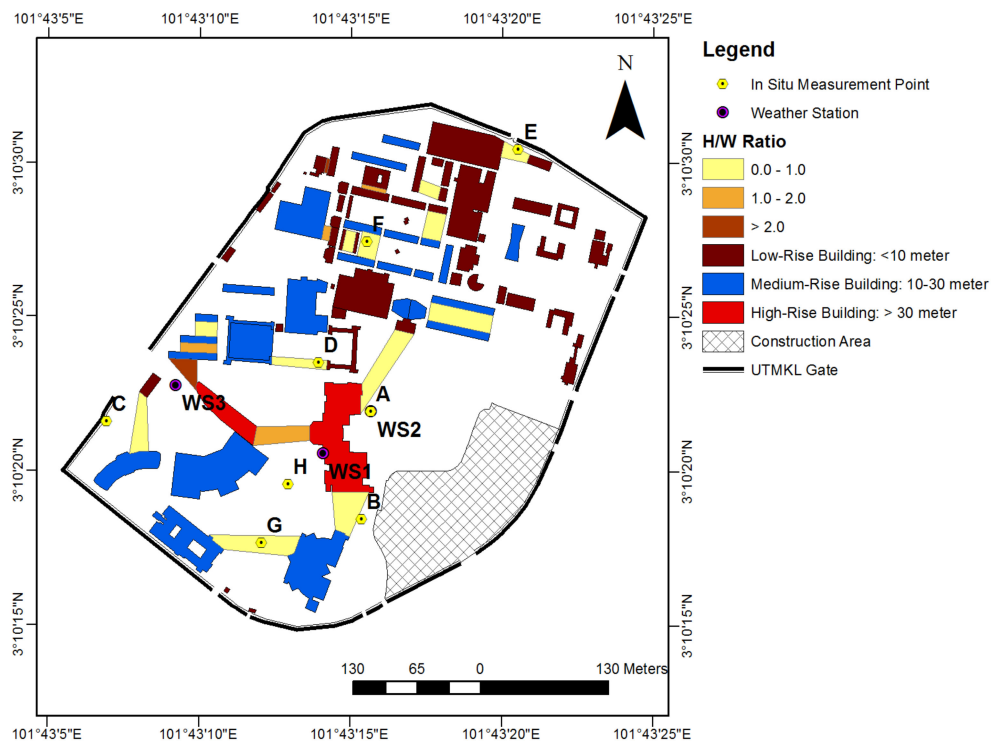 101°43'5"E 101°43'10"E 101°43'15"E 101°43'20"E 101°43'25"E
Legend
N
In Situ Measurement Point
Weather Station
E
H/W Ratio
3°10'30"N
3°10'30"N
0.0 - 1.0
1.0 - 2.0
F
> 2.0
Low-Rise Building: <10 meter
Medium-Rise Building: 10-30 meter
3°10'25"N
3°10'25"N
High-Rise Building: > 30 meter
Construction Area
D
UTMKL Gate
A
C
WS3
WS2
3°10'20"N
H
WS1
3°10'20"N
B
G
3°10'15"N
3°10'15"N
130 65 0 130 Meters
101°43'5"E 101°43'10"E 101°43'15"E 101°43'20"E 101°43'25"E